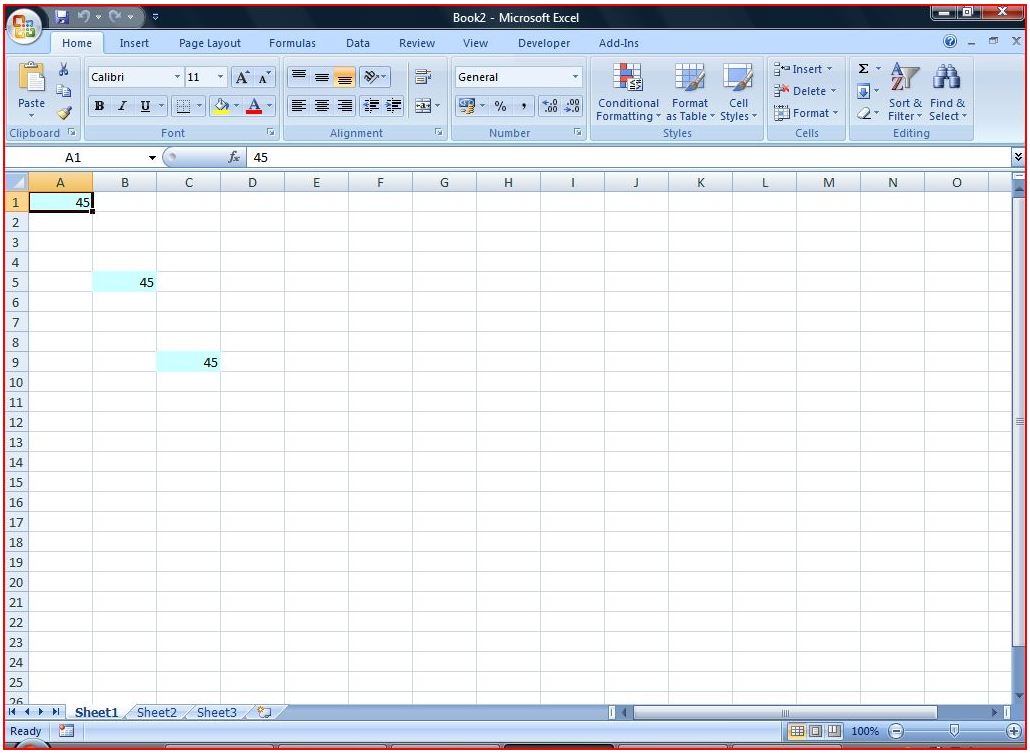 Book2 - Microsoft Excel
Home Insert Page Layout Formulas Data Review View Developer Add-Ins
Calibri 11 A A General Σ
Insert
Paste B I U A % , .00 .00 Conditional Format Cell Delete Sort & Find &
Formatting as Table Styles Format Filter Select
Clipboard Font Alignment Number Styles Cells Editing
A1 fx 45
A B C D E F G H I J K L M N O
1 45
2
3
4
5 45
6
7
8
9 45
10
11
12
13
14
15
16
17
18
19
20
21
22
23
24
25
26
Sheet1 Sheet2 Sheet3
Ready 100%